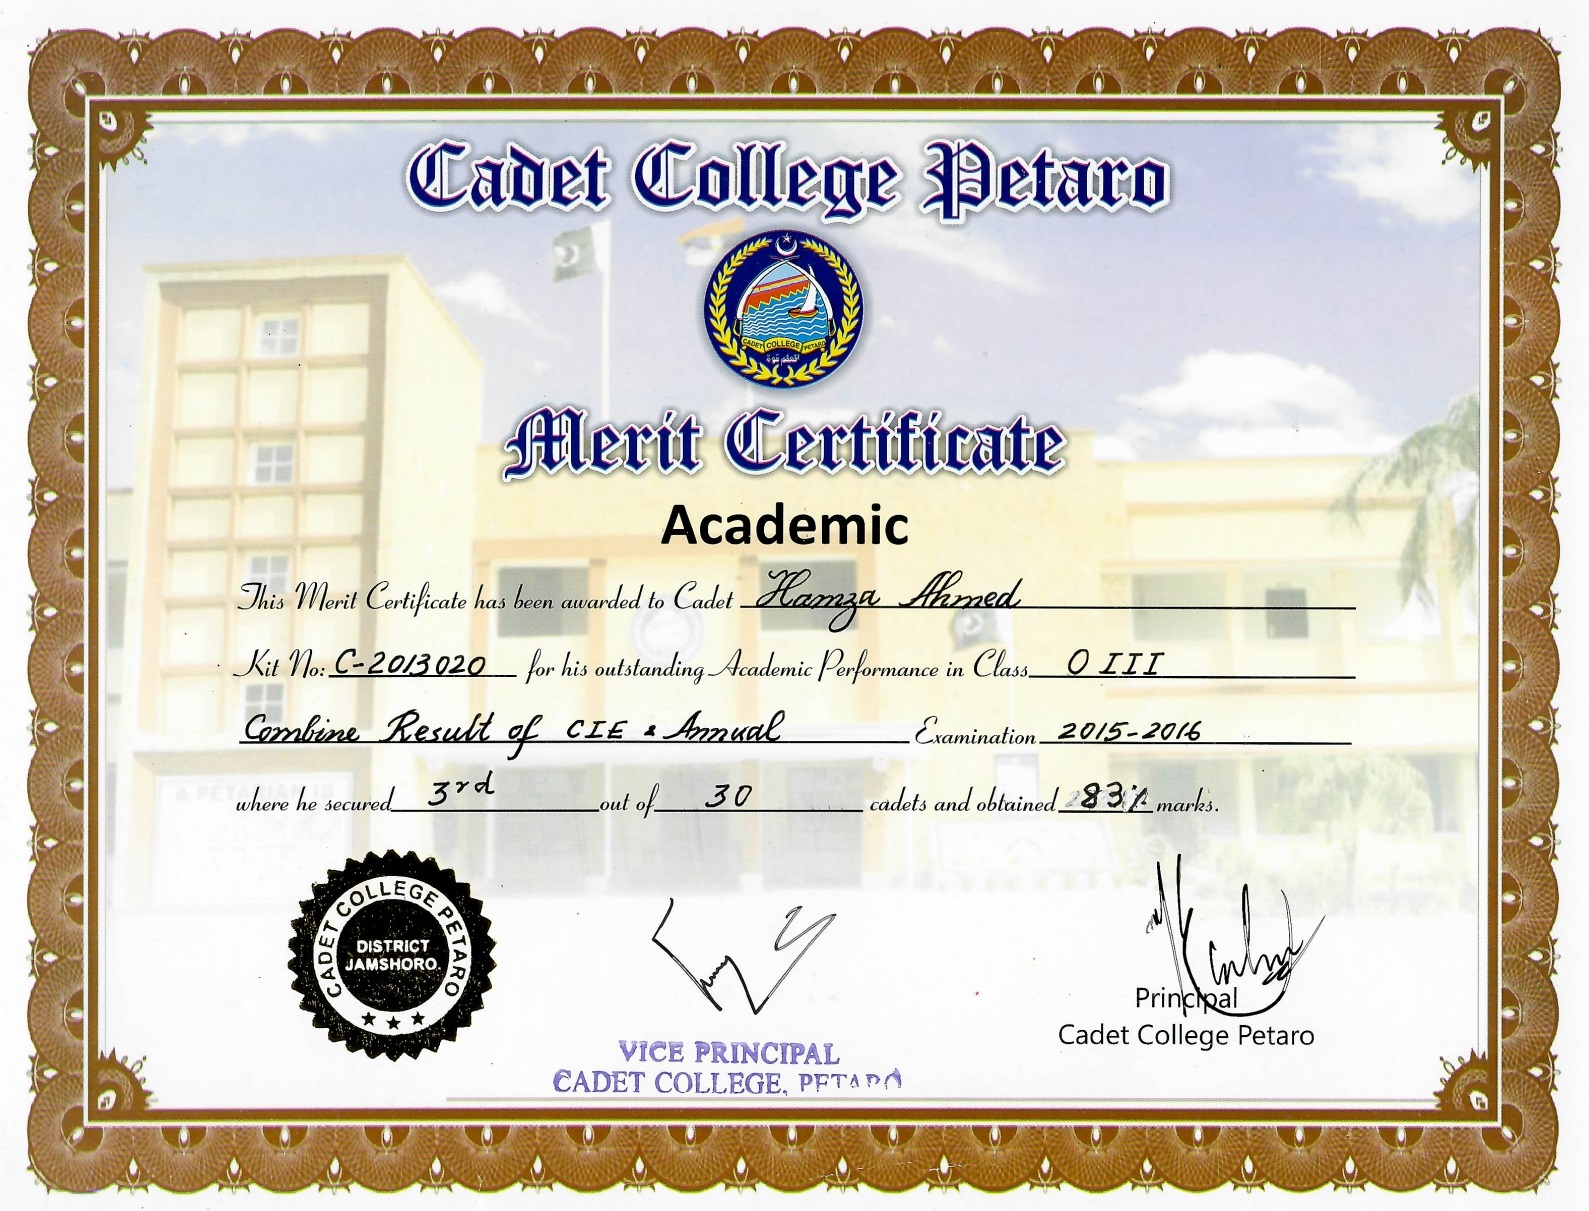 Cadet College Petaro
CADET COLLEGE PETARO
Merit Certificate
Academic
This Merit Certificate has been awarded to Cadet Hamza Ahmed
Kit No: C-2013020 for his outstanding Academic Performance in Class O III
Combine Result of CIE & Annual Examination 2015-2016
where he secured 3rd out of 30 cadets and obtained 83% marks.
A PETARIAN IS
CADET COLLEGE PETARO
DISTRICT
JAMSHORO.
Principal
Cadet College Petaro
VICE PRINCIPAL
CADET COLLEGE, PETARO